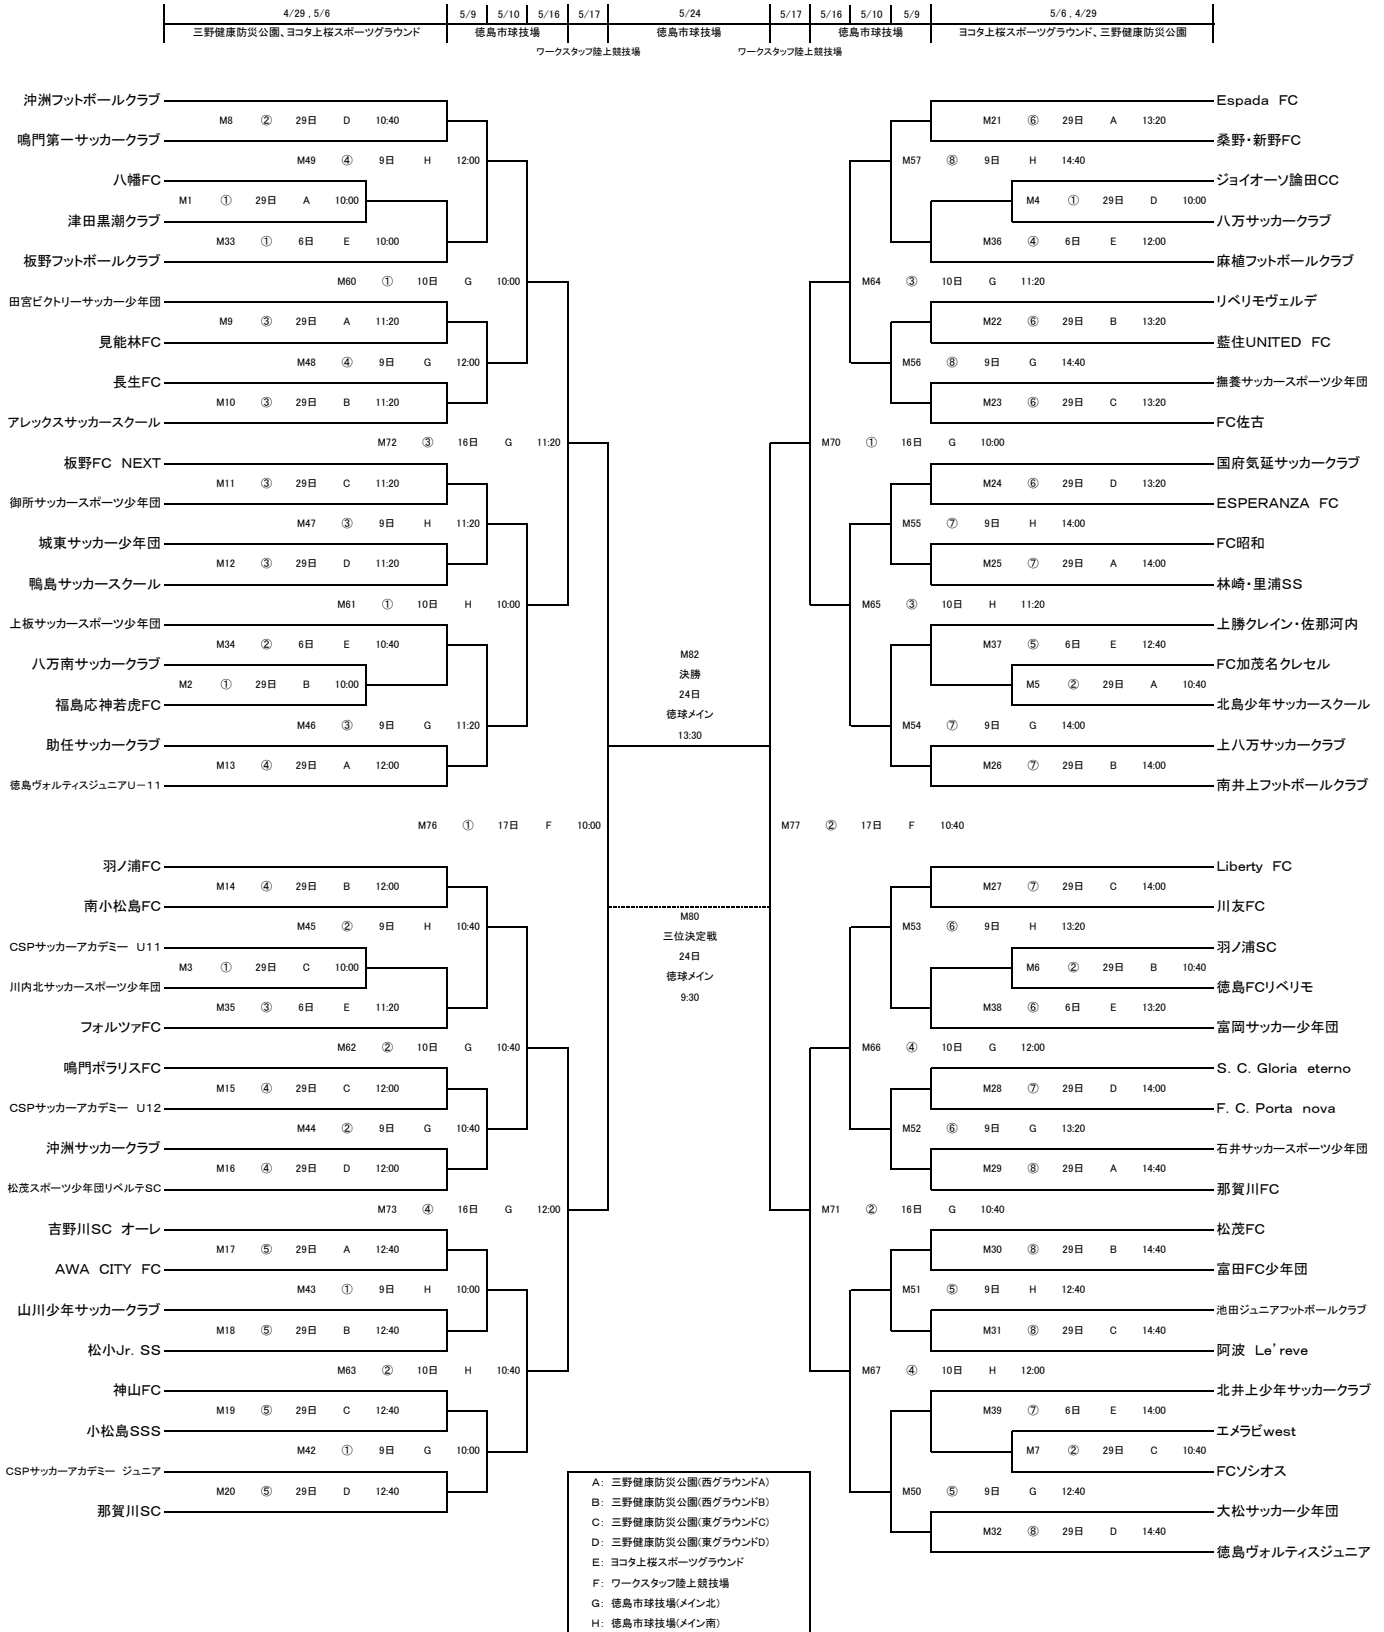 4/29 , 5/6 5/9 5/10 5/16 5/17 5/24 5/17 5/16 5/10 5/9 5/6 , 4/29
三野健康防災公園、ヨコタ上桜スポーツグラウンド 徳島市球技場 徳島市球技場 徳島市球技場 ヨコタ上桜スポーツグラウンド、三野健康防災公園
ワークスタッフ陸上競技場 ワークスタッフ陸上競技場
沖洲フットボールクラブ
M8 ② 29日 D 10:40
鳴門第一サッカークラブ
M49 ④ 9日 H 12:00
八幡FC
M1 ① 29日 A 10:00
津田黒潮クラブ
M33 ① 6日 E 10:00
板野フットボールクラブ
M60 ① 10日 G 10:00
田宮ビクトリーサッカー少年団
M9 ③ 29日 A 11:20
見能林FC
M48 ④ 9日 G 12:00
長生FC
M10 ③ 29日 B 11:20
アレックスサッカースクール
M72 ③ 16日 G 11:20
板野FC NEXT
M11 ③ 29日 C 11:20
御所サッカースポーツ少年団
M47 ③ 9日 H 11:20
城東サッカー少年団
M12 ③ 29日 D 11:20
鴨島サッカースクール
M61 ① 10日 H 10:00
上板サッカースポーツ少年団
M34 ② 6日 E 10:40
八万南サッカークラブ
M2 ① 29日 B 10:00
福島応神若虎FC
M46 ③ 9日 G 11:20
助任サッカークラブ
M13 ④ 29日 A 12:00
徳島ヴォルティスジュニアU-11
M76 ① 17日 F 10:00
羽ノ浦FC
M14 ④ 29日 B 12:00
南小松島FC
M45 ② 9日 H 10:40
CSPサッカーアカデミー U11
M3 ① 29日 C 10:00
川内北サッカースポーツ少年団
M35 ③ 6日 E 11:20
フォルツァFC
M62 ② 10日 G 10:40
鳴門ポラリスFC
M15 ④ 29日 C 12:00
CSPサッカーアカデミー U12
M44 ② 9日 G 10:40
沖洲サッカークラブ
M16 ④ 29日 D 12:00
松茂スポーツ少年団リベルテSC
M73 ④ 16日 G 12:00
吉野川SC オーレ
M17 ⑤ 29日 A 12:40
AWA CITY FC
M43 ① 9日 H 10:00
山川少年サッカークラブ
M18 ⑤ 29日 B 12:40
松小Jr. SS
M63 ② 10日 H 10:40
神山FC
M19 ⑤ 29日 C 12:40
小松島SSS
M42 ① 9日 G 10:00
CSPサッカーアカデミー ジュニア
M20 ⑤ 29日 D 12:40
那賀川SC
M82
決勝
24日
徳球メイン
13:30
M80
三位決定戦
24日
徳球メイン
9:30
Espada FC
M21 ⑥ 29日 A 13:20
桑野・新野FC
M57 ⑧ 9日 H 14:40
ジョイオーソ論田CC
M4 ① 29日 D 10:00
八万サッカークラブ
M36 ④ 6日 E 12:00
麻植フットボールクラブ
M64 ③ 10日 G 11:20
リベリモヴェルデ
M22 ⑥ 29日 B 13:20
藍住UNITED FC
M56 ⑧ 9日 G 14:40
撫養サッカースポーツ少年団
M23 ⑥ 29日 C 13:20
FC佐古
M70 ① 16日 G 10:00
国府気延サッカークラブ
M24 ⑥ 29日 D 13:20
ESPERANZA FC
M55 ⑦ 9日 H 14:00
FC昭和
M25 ⑦ 29日 A 14:00
林崎・里浦SS
M65 ③ 10日 H 11:20
上勝クレイン・佐那河内
M37 ⑤ 6日 E 12:40
FC加茂名クレセル
M5 ② 29日 A 10:40
北島少年サッカースクール
M54 ⑦ 9日 G 14:00
上八万サッカークラブ
M26 ⑦ 29日 B 14:00
南井上フットボールクラブ
M77 ② 17日 F 10:40
Liberty FC
M27 ⑦ 29日 C 14:00
川友FC
M53 ⑥ 9日 H 13:20
羽ノ浦SC
M6 ② 29日 B 10:40
徳島FCリベリモ
M38 ⑥ 6日 E 13:20
富岡サッカー少年団
M66 ④ 10日 G 12:00
S. C. Gloria eterno
M28 ⑦ 29日 D 14:00
F. C. Porta nova
M52 ⑥ 9日 G 13:20
石井サッカースポーツ少年団
M29 ⑧ 29日 A 14:40
那賀川FC
M71 ② 16日 G 10:40
松茂FC
M30 ⑧ 29日 B 14:40
富田FC少年団
M51 ⑤ 9日 H 12:40
池田ジュニアフットボールクラブ
M31 ⑧ 29日 C 14:40
阿波 Le'reve
M67 ④ 10日 H 12:00
北井上少年サッカークラブ
M39 ⑦ 6日 E 14:00
エメラビwest
M7 ② 29日 C 10:40
FCソシオス
M50 ⑤ 9日 G 12:40
大松サッカー少年団
M32 ⑧ 29日 D 14:40
徳島ヴォルティスジュニア
A: 三野健康防災公園(西グラウンドA)
B: 三野健康防災公園(西グラウンドB)
C: 三野健康防災公園(東グラウンドC)
D: 三野健康防災公園(東グラウンドD)
E: ヨコタ上桜スポーツグラウンド
F: ワークスタッフ陸上競技場
G: 徳島市球技場(メイン北)
H: 徳島市球技場(メイン南)